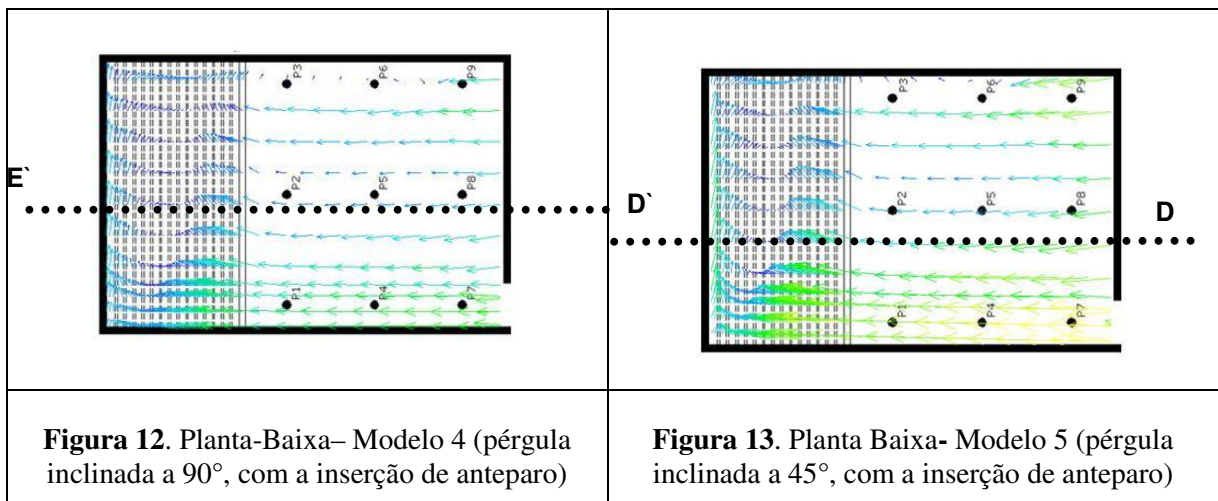 P3 P6 P9
P2 P5 P8
P1 P4 P7
E`
P3 P6 P9
P2 P5 P8
P1 P4 P7
D`
D
Figura 12. Planta-Baixa– Modelo 4 (pérgula
inclinada a 90°, com a inserção de anteparo)
Figura 13. Planta Baixa- Modelo 5 (pérgula
inclinada a 45°, com a inserção de anteparo)